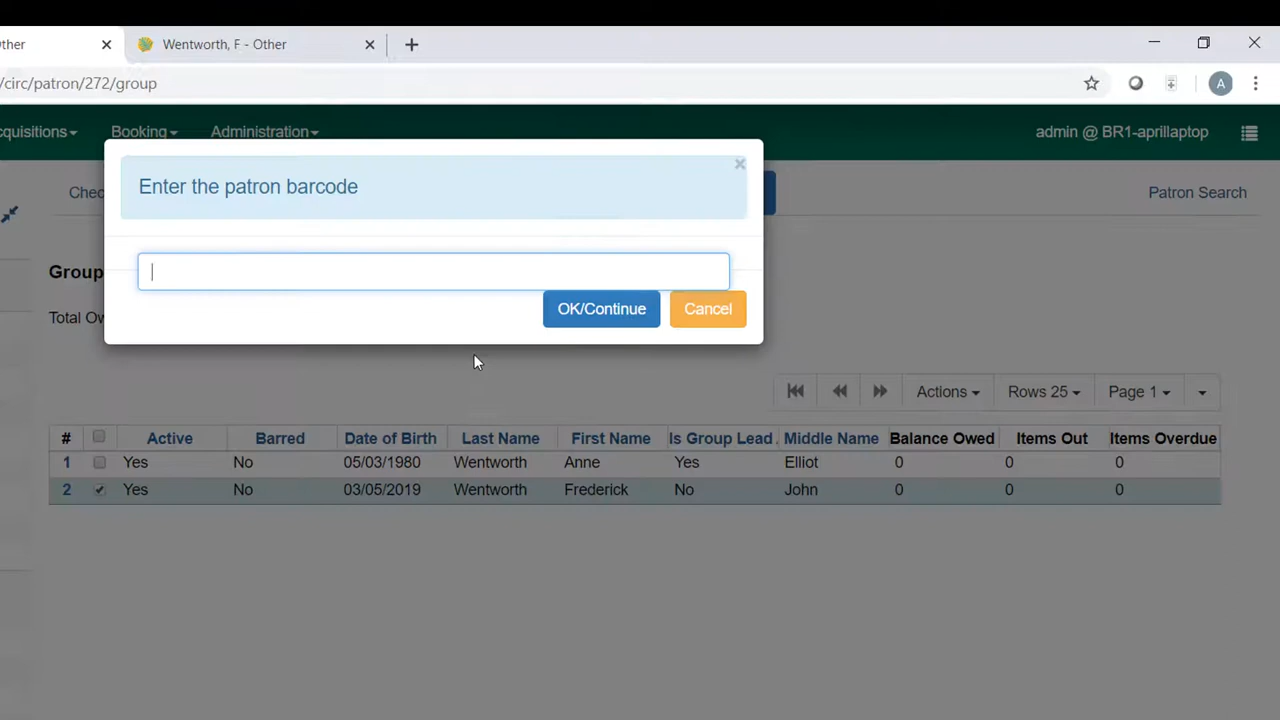 ther
Wentworth, F - Other
/circ/patron/272/group
cquisitions Booking Administration admin @ BR1-aprillaptop
A
Enter the patron barcode
×
Chec Patron Search
Group
Total Ow
OK/Continue Cancel
Actions Rows 25 Page 1
# Active Barred Date of Birth Last Name First Name Is Group Lead . Middle Name Balance Owed Items Out Items Overdue
1 Yes No 05/03/1980 Wentworth Anne Yes Elliot 0 0 0
2 Yes No 03/05/2019 Wentworth Frederick No John 0 0 0